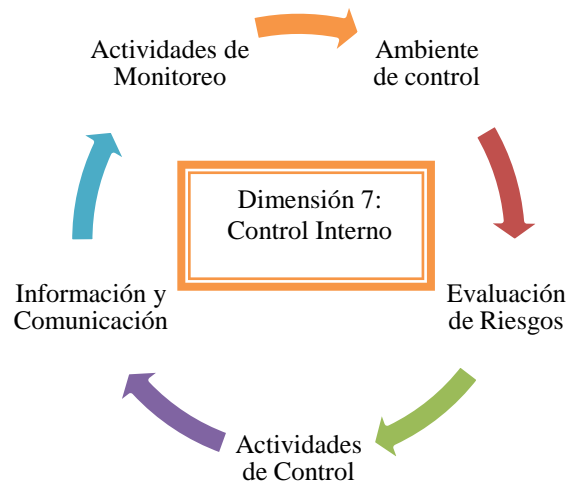 Actividades de
Monitoreo
Ambiente
de control
Dimensión 7:
Control Interno
Información y
Comunicación
Evaluación
de Riesgos
Actividades
de Control